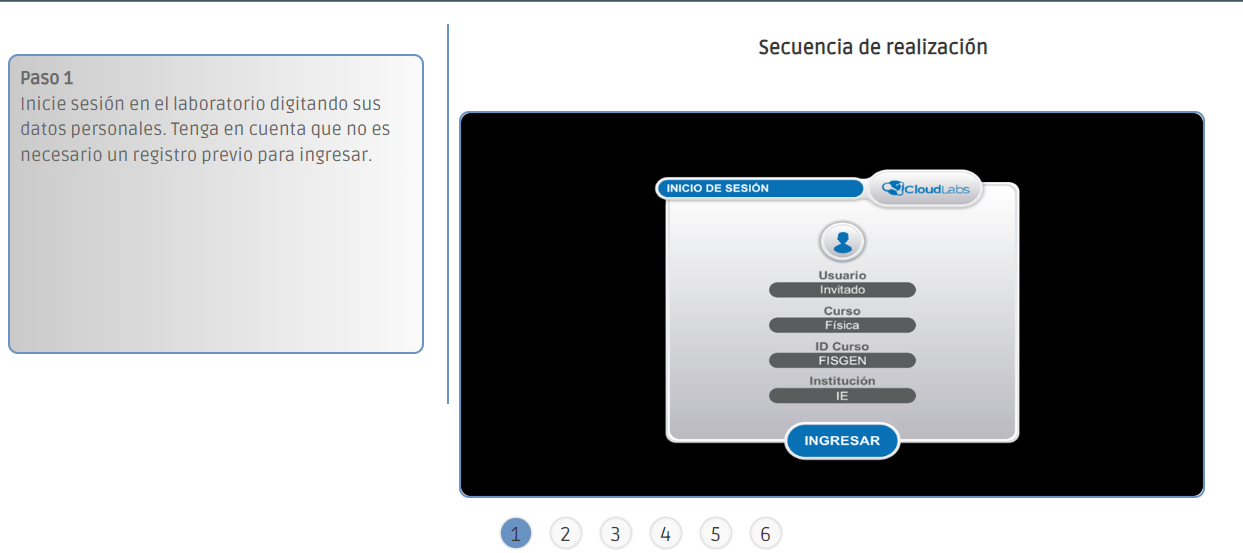 Paso 1
Inicie sesión en el laboratorio digitando sus
datos personales. Tenga en cuenta que no es
necesario un registro previo para ingresar.
Secuencia de realización
INICIO DE SESIÓN
CloudLabs
Usuario
Invitado
Curso
Física
ID Curso
FISGEN
Institución
IE
INGRESAR
1 2 3 4 5 6